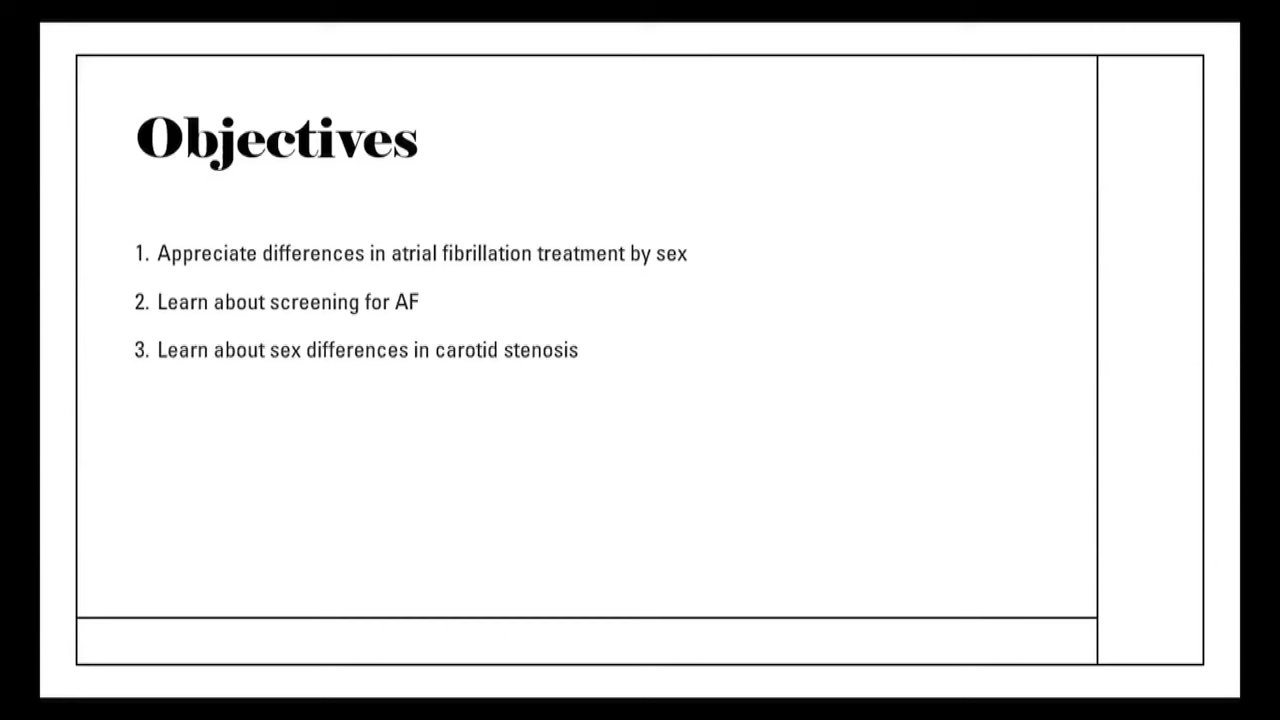 Objectives
1. Appreciate differences in atrial fibrillation treatment by sex
2. Learn about screening for AF
3. Learn about sex differences in carotid stenosis